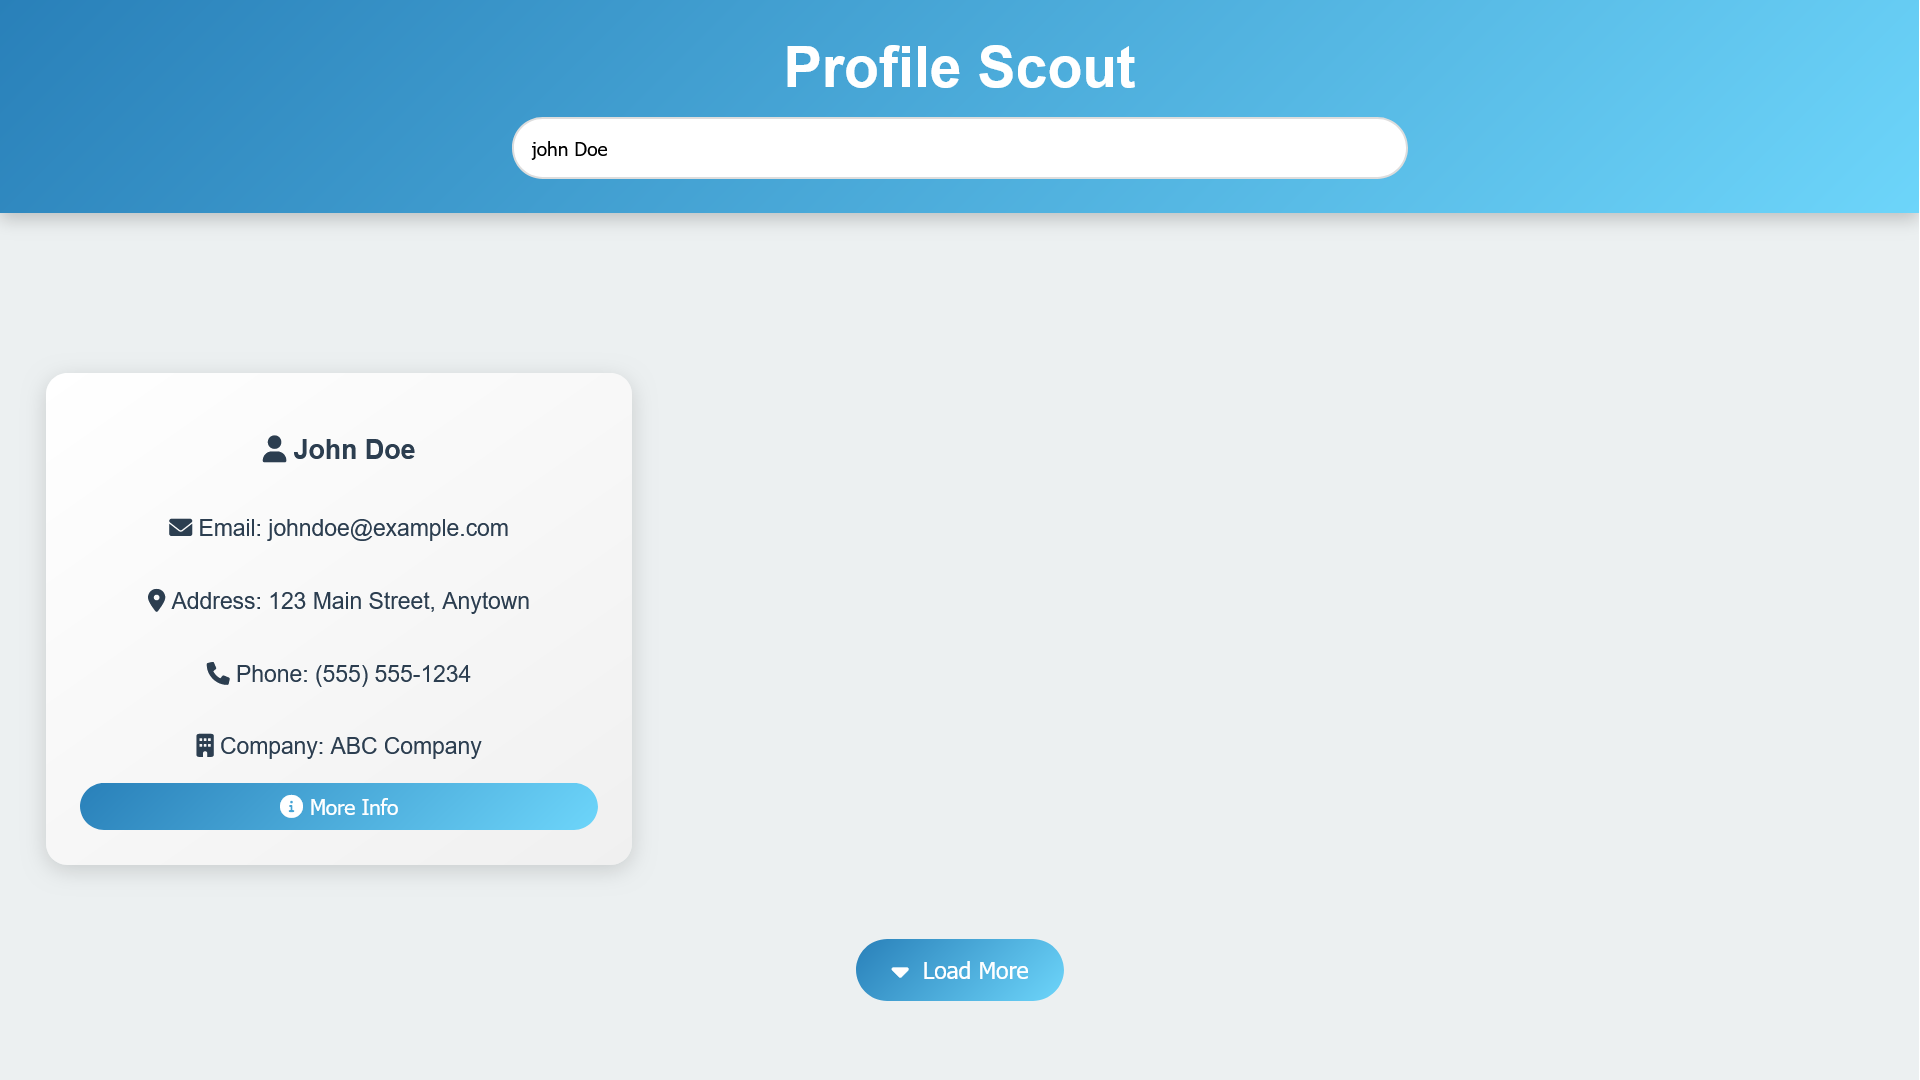 Profile Scout
john Doe
John Doe
Email: johndoe@example.com
Address: 123 Main Street, Anytown
Phone: (555) 555-1234
Company: ABC Company
More Info
Load More